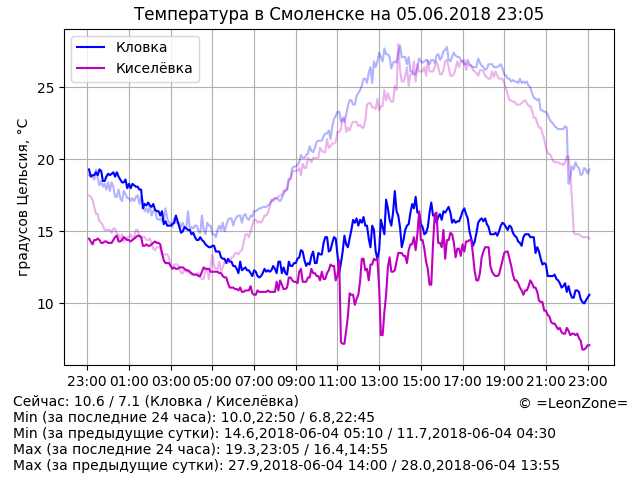 Температура в Смоленске на 05.06.2018 23:05
Кловка
Киселёвка
градусов Цельсия, °C
25
20
15
10
23:00 01:00 03:00 05:00 07:00 09:00 11:00 13:00 15:00 17:00 19:00 21:00 23:00
Сейчас: 10.6 / 7.1 (Кловка / Киселёвка)
© =LeonZone=
Min (за последние 24 часа): 10.0,22:50 / 6.8,22:45
Min (за предыдущие сутки): 14.6,2018-06-04 05:10 / 11.7,2018-06-04 04:30
Max (за последние 24 часа): 19.3,23:05 / 16.4,14:55
Max (за предыдущие сутки): 27.9,2018-06-04 14:00 / 28.0,2018-06-04 13:55